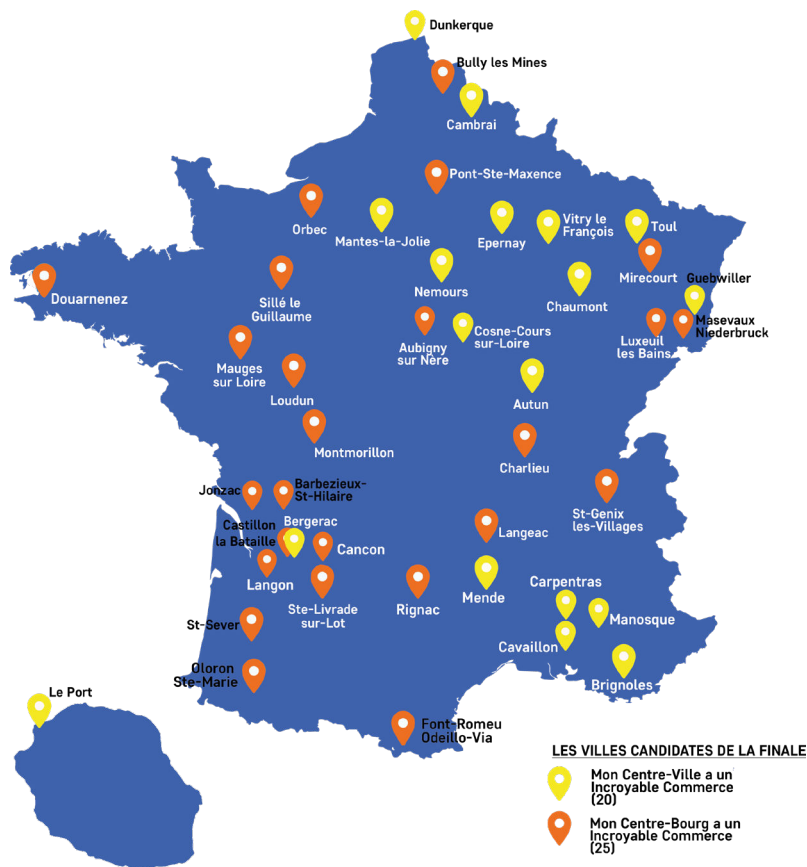 Dunkerque
Bully les Mines
Cambrai
Pont-Ste-Maxence
Orbec
Mantes-la-Jolie
Epernay
Vitry le
François
Toul
Mirecourt
Guebwiller
Nemours
Chaumont
Douarnenez
Sillé le
Guillaume
Aubigny
sur Nère
Cosne-Cours
sur-Loire
Luxeuil
les Bains
Masevaux
Niederbruck
Mauges
sur Loire
Loudun
Autun
Montmorillon
Charlieu
Jonzac
Barbezieux-
St-Hilaire
St-Genix
les-Villages
Castillon
la Bataille
Bergerac
Cancon
Langeac
Langon
Ste-Livrade
sur-Lot
Rignac
Mende
Carpentras
Manosque
St-Sever
Cavaillon
Oloron
Ste-Marie
Brignoles
Le Port
Font-Romeu
Odeillo-Via
LES VILLES CANDIDATES DE LA FINALE
Mon Centre-Ville a un
Incroyable Commerce
(20)
Mon Centre-Bourg a un
Incroyable Commerce
(25)